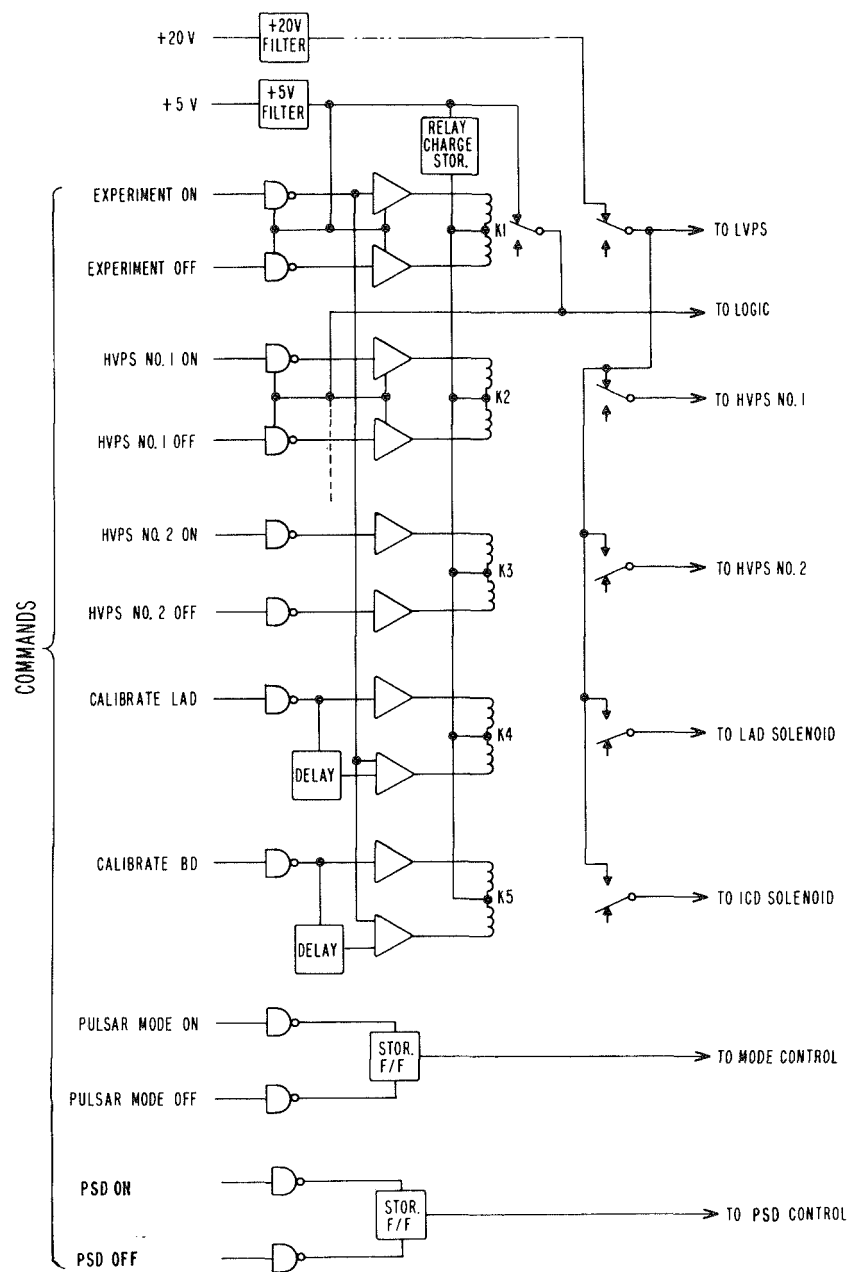 +20V
+20V
FILTER
+5V
+5V
FILTER
RELAY
CHARGE
STOR.
COMMANDS
EXPERIMENT ON
K1
TO LVPS
EXPERIMENT OFF
TO LOGIC
HVPS NO. 1 ON
K2
TO HVPS NO. 1
HVPS NO. 1 OFF
HVPS NO. 2 ON
K3
TO HVPS NO. 2
HVPS NO. 2 OFF
CALIBRATE LAD
K4
TO LAD SOLENOID
DELAY
CALIBRATE BD
K5
TO ICD SOLENOID
DELAY
PULSAR MODE ON
STOR.
F/F
TO MODE CONTROL
PULSAR MODE OFF
PSD ON
STOR.
F/F
TO PSD CONTROL
PSD OFF